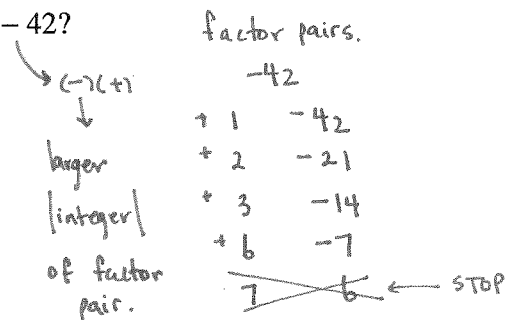 – 42?
(-)(+)
larger
|integer|
of factor
pair.
factor pairs.
-42
+ 1 -42
+ 2 -21
+ 3 -14
+ 6 -7
7 6 ← STOP